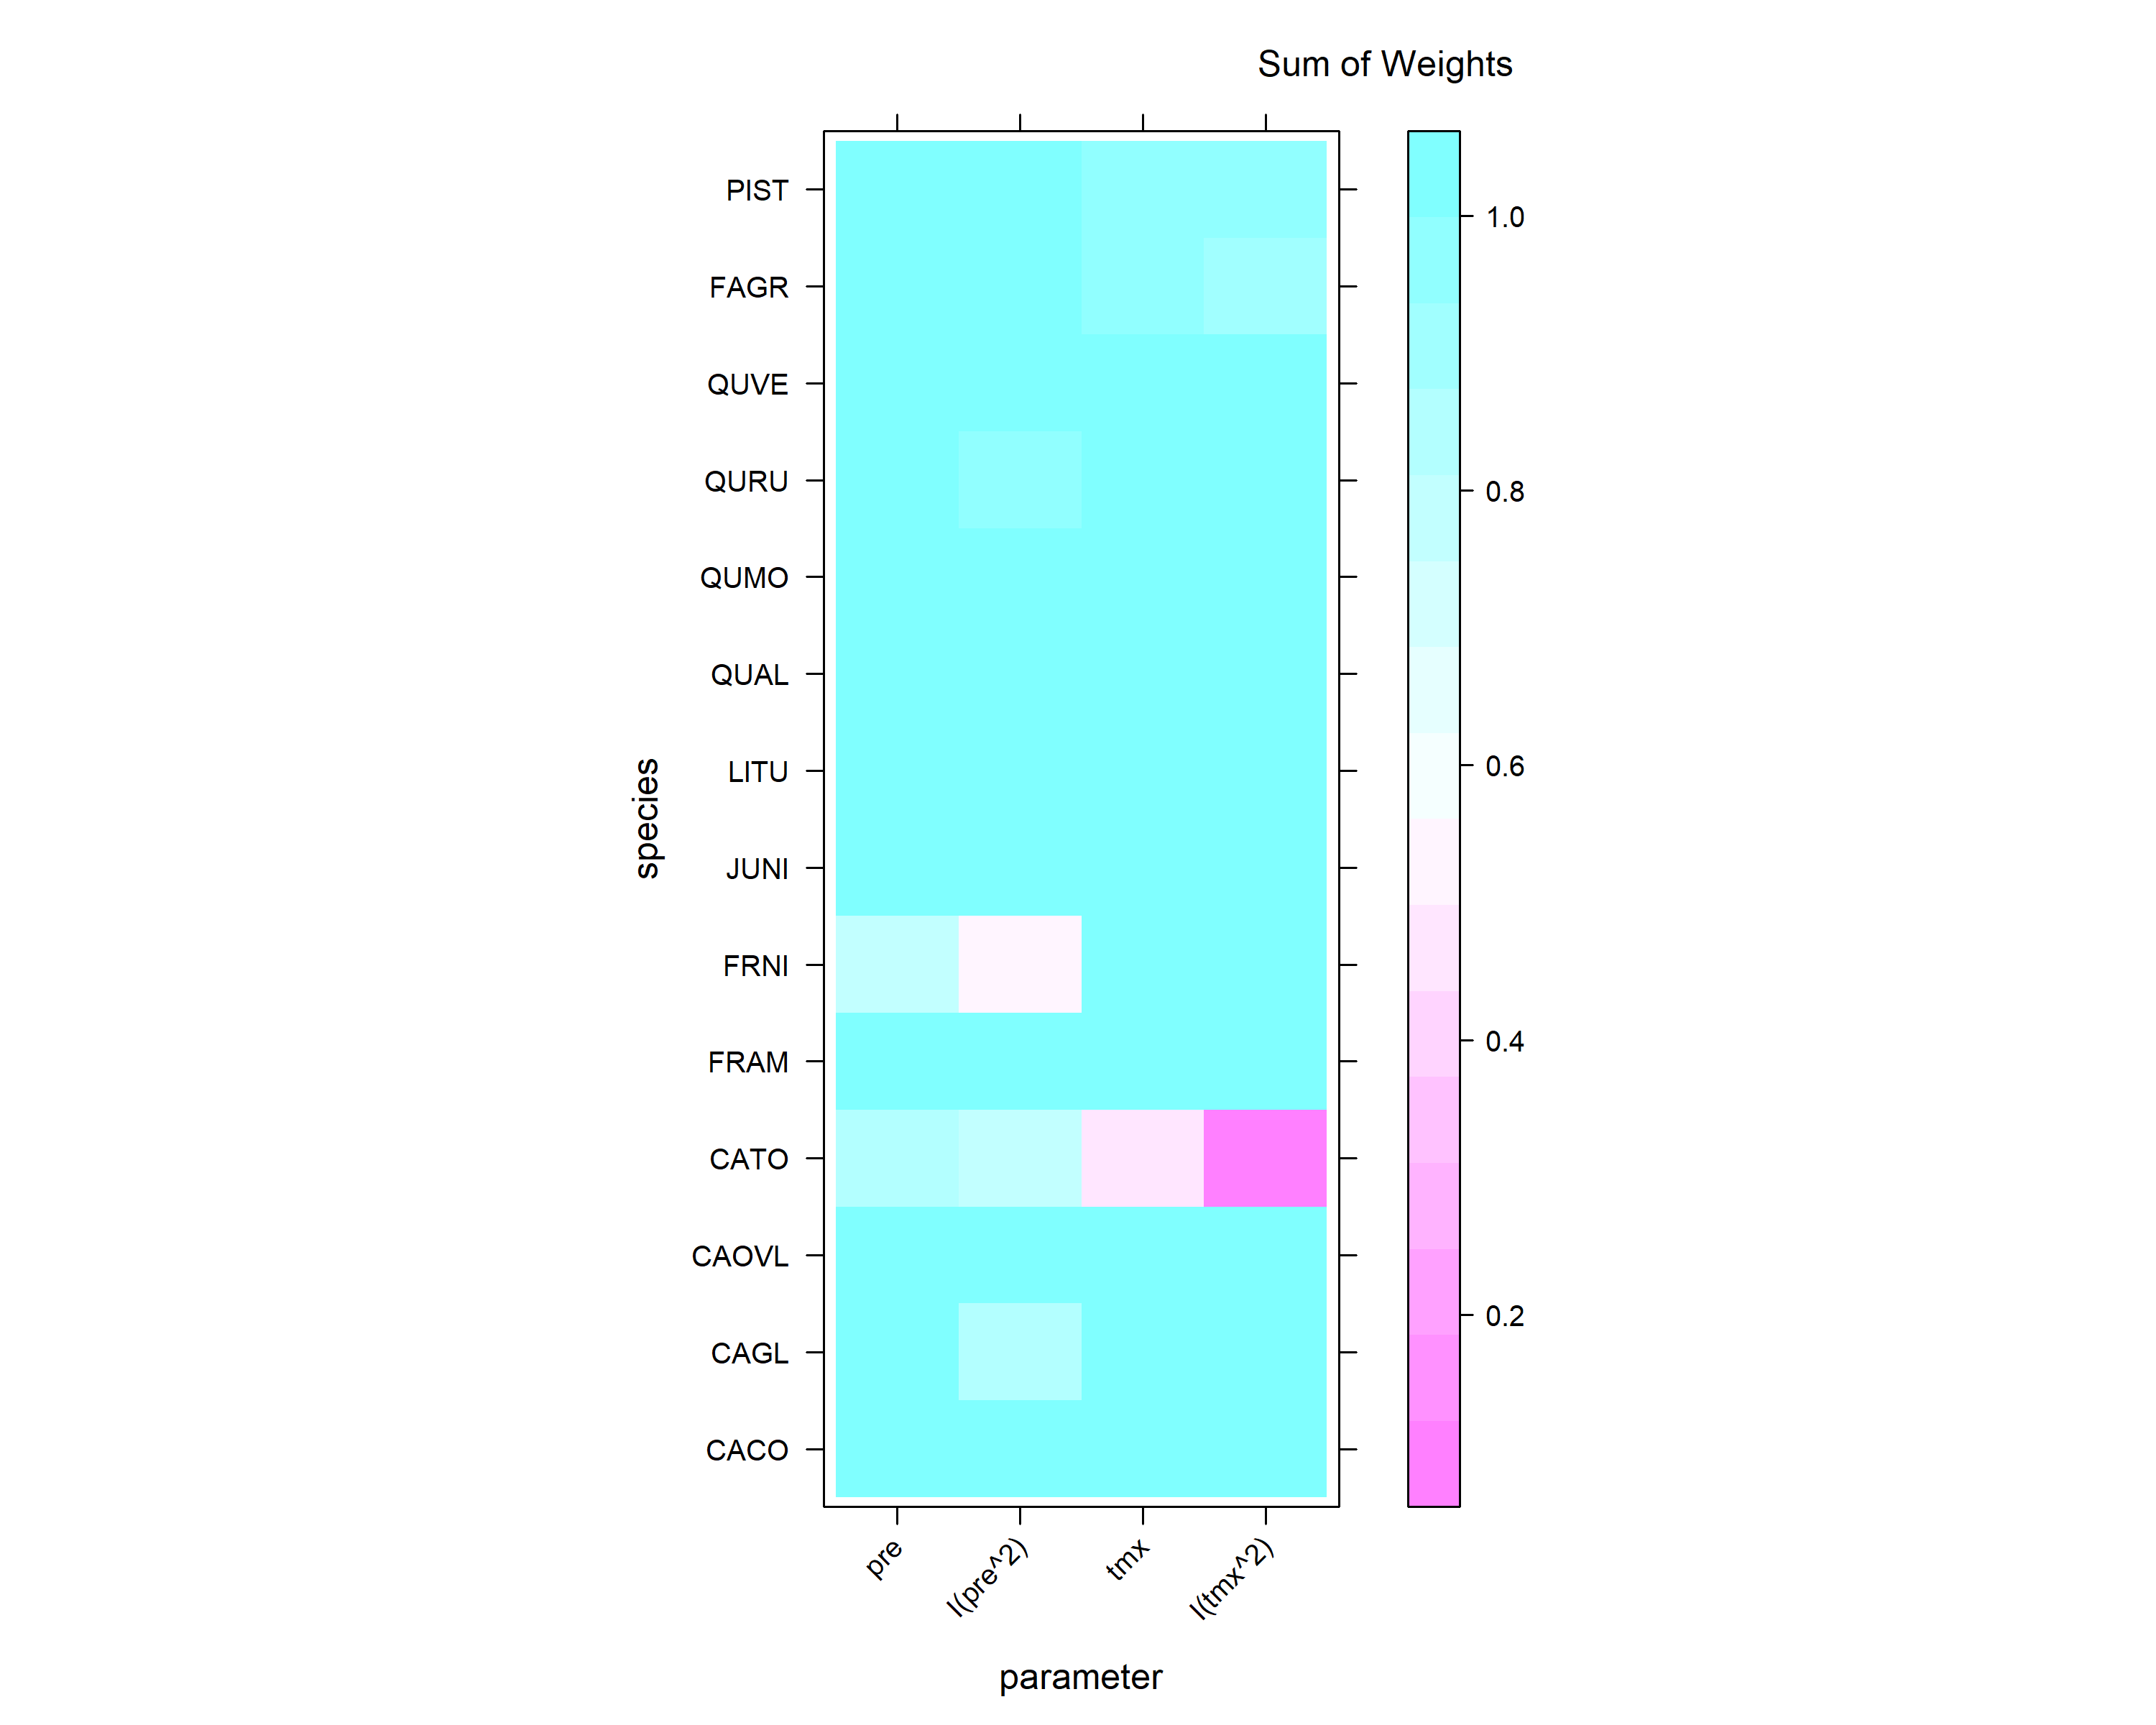 Sum of Weights
PIST
FAGR
QUVE
QURU
QUMO
QUAL
LITU
JUNI
FRNI
FRAM
CATO
CAOVL
CAGL
CACO
species
1.0
0.8
0.6
0.4
0.2
pre
I(pre^2)
tmx
I(tmx^2)
parameter